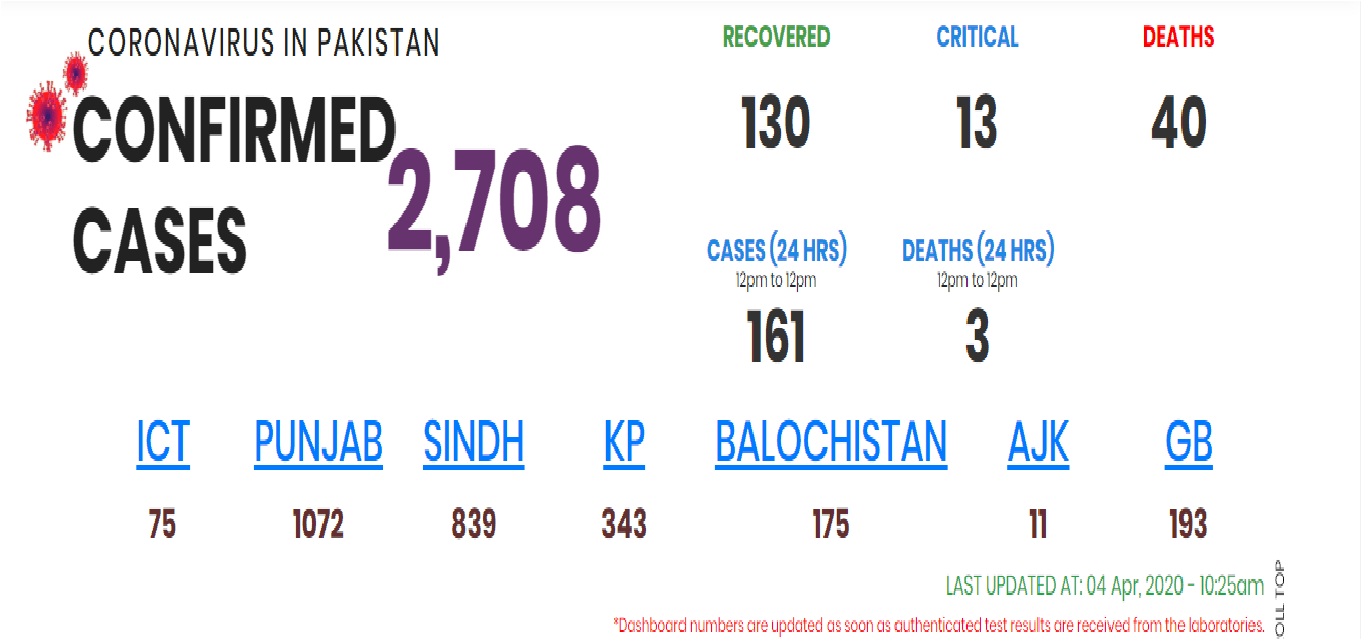 CORONAVIRUS IN PAKISTAN
CONFIRMED
CASES
2,708
RECOVERED CRITICAL DEATHS
130 13 40
CASES (24 HRS) DEATHS (24 HRS)
12pm to 12pm 12pm to 12pm
161 3
ICT PUNJAB SINDH KP BALOCHISTAN AJK GB
75 1072 839 343 175 11 193
LAST UPDATED AT: 04 Apr, 2020 - 10:25am
*Dashboard numbers are updated as soon as authenticated test results are received from the laboratories.
OLL TOP